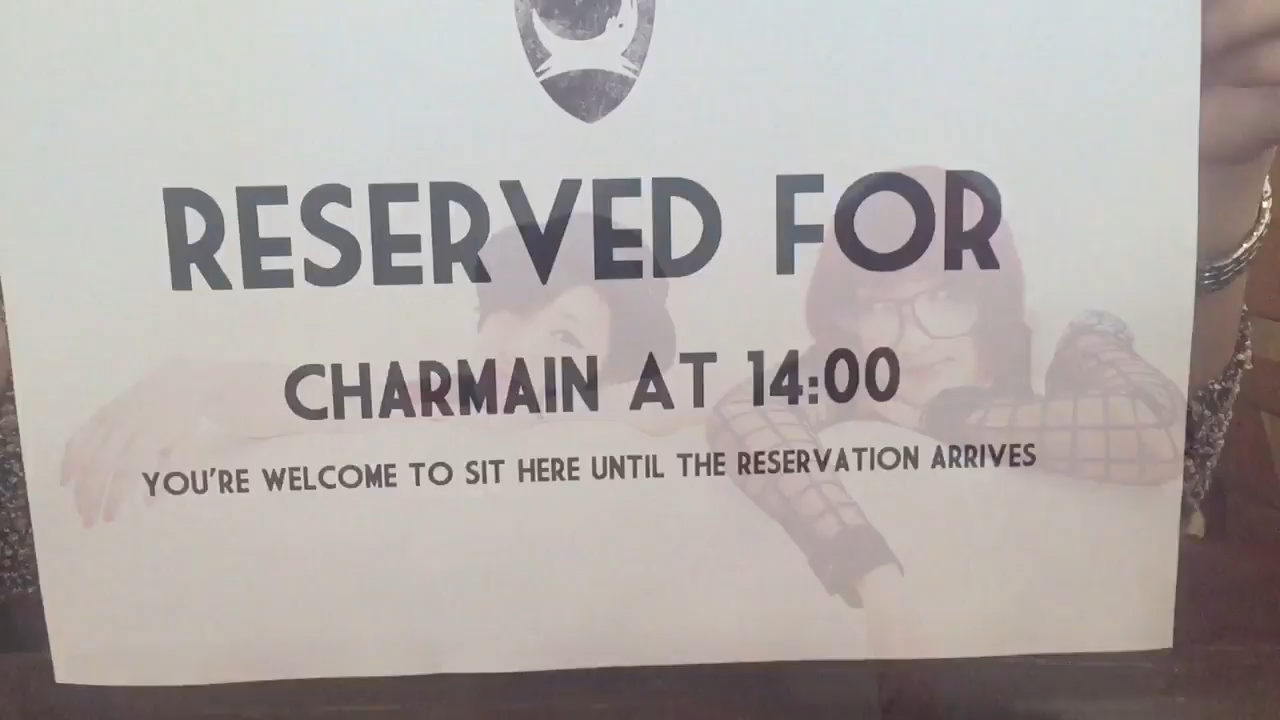 RESERVED FOR
CHARMAIN AT 14:00
YOU'RE WELCOME TO SIT HERE UNTIL THE RESERVATION ARRIVES